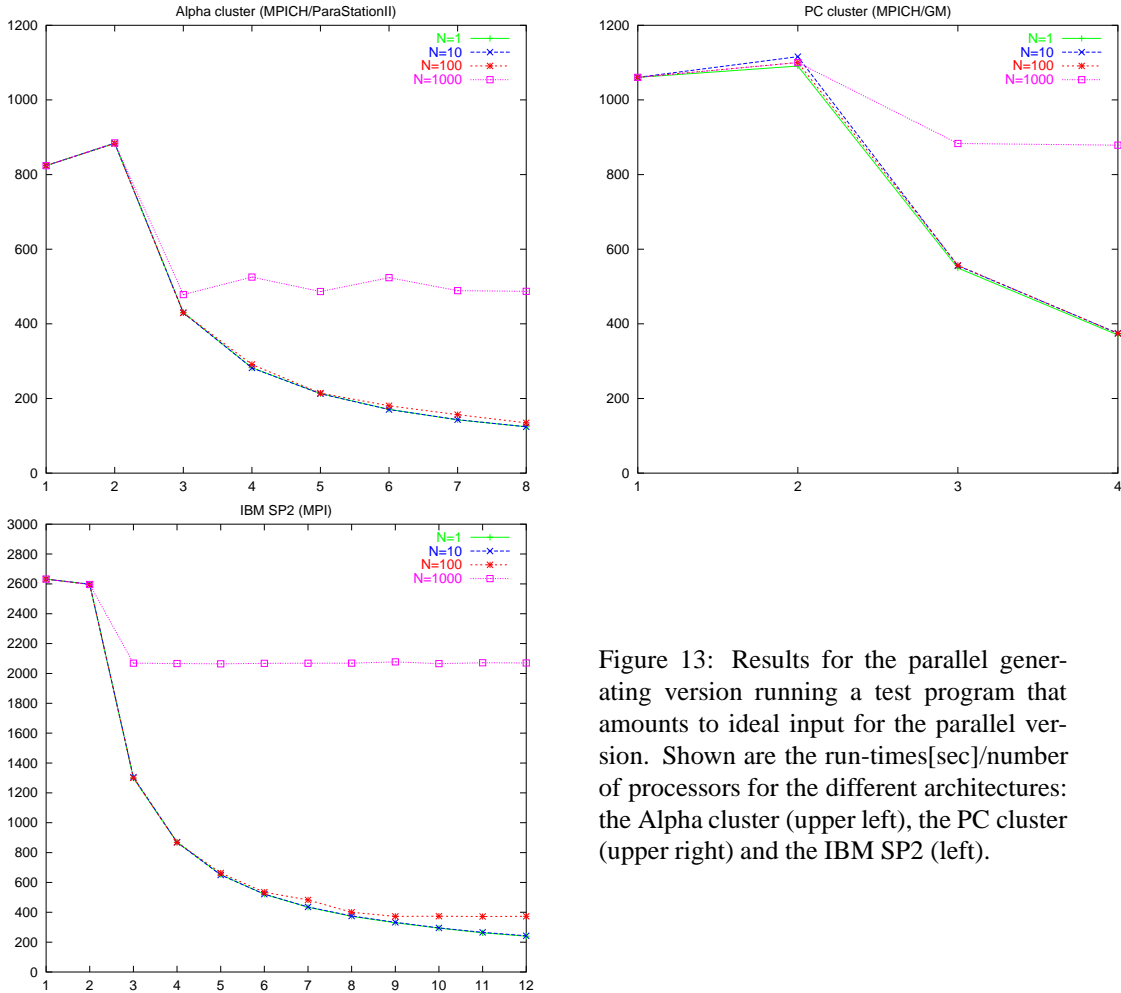 Alpha cluster (MPICH/ParaStationII)
1200
1000
800
600
400
200
0
1 2 3 4 5 6 7 8
N=1
N=10
N=100
N=1000
PC cluster (MPICH/GM)
1200
1000
800
600
400
200
0
1 2 3 4
N=1
N=10
N=100
N=1000
IBM SP2 (MPI)
3000
2800
2600
2400
2200
2000
1800
1600
1400
1200
1000
800
600
400
200
0
1 2 3 4 5 6 7 8 9 10 11 12
N=1
N=10
N=100
N=1000
Figure 13: Results for the parallel gener-
ating version running a test program that
amounts to ideal input for the parallel ver-
sion. Shown are the run-times[sec]/number
of processors for the different architectures:
the Alpha cluster (upper left), the PC cluster
(upper right) and the IBM SP2 (left).